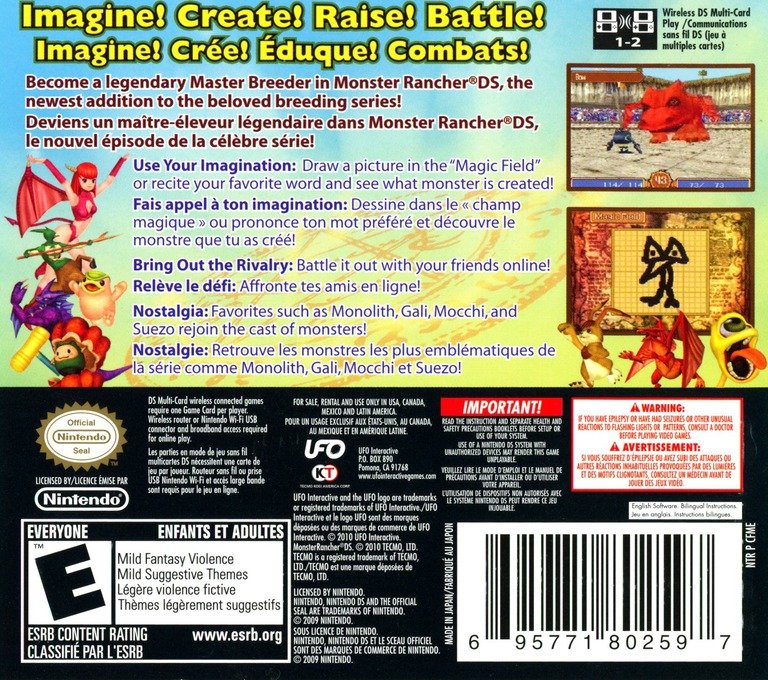 Imagine! Create! Raise! Battle!
Imagine! Crée! Éduque! Combats!
Wireless DS Multi-Card
Play /Communications
sans fil DS (jeu à
multiples cartes)
1-2
Become a legendary Master Breeder in Monster Rancher®DS, the
newest addition to the beloved breeding series!
Deviens un maître-éleveur légendaire dans Monster Rancher®DS,
le nouvel épisode de la célèbre série!
114/ 114
93
73/ 73
Use Your Imagination: Draw a picture in the "Magic Field"
or recite your favorite word and see what monster is created!
Fais appel à ton imagination: Dessine dans le « champ
magique » ou prononce ton mot préféré et découvre le
monstre que tu as créé!
Magic Field
Bring Out the Rivalry: Battle it out with your friends online!
Relève le défi: Affronte tes amis en ligne!
Nostalgia: Favorites such as Monolith, Gali, Mocchi, and
Suezo rejoin the cast of monsters!
Nostalgie: Retrouve les monstres les plus emblématiques de
la série comme Monolith, Gali, Mocchi et Suezo!
Official
Nintendo
Seal
LICENSED BY/LICENCE ÉMISE PAR
Nintendo®
DS Multi-Card wireless connected games
require one Game Card per player.
Wireless router or Nintendo Wi-Fi USB
connector and broadband access required
for online play.
Les parties en mode de jeu sans fil
multicartes DS nécessitent une carte de
jeu par joueur. Routeur sans fil ou prise
USB Nintendo Wi-Fi et accès large bande
sont requis pour le jeu en ligne.
FOR SALE, RENTAL AND USE ONLY IN USA, CANADA,
MEXICO AND LATIN AMERICA.
POUR UN USAGE EXCLUSIF AUX ÉTATS-UNIS, AU CANADA,
AU MEXIQUE ET EN AMÉRIQUE LATINE.
UFO
KT
TECMO KOEI AMERICA CORP
UFO Interactive
P.O. BOX 890
Pomona, CA 91768
www.ufointeractivegames.com
UFO Interactive and the UFO logo are trademarks
or registered trademarks of UFO Interactive./UFO
Interactive et le logo UFO sont des marques
déposées ou des marques de commerce de UFO
Interactive. © 2010 UFO Interactive.
MonsterRancher®DS. © 2010 TECMO, LTD.
TECMO is a registered trademark of TECMO,
LTD./TECMO est une marque déposée de
TECMO, LTD.
LICENSED BY NINTENDO.
NINTENDO, NINTENDO DS AND THE OFFICIAL
SEAL ARE TRADEMARKS OF NINTENDO.
© 2009 NINTENDO.
SOUS LICENCE DE NINTENDO.
NINTENDO, NINTENDO DS ET LE SCEAU OFFICIEL
SONT DES MARQUES DE COMMERCE DE NINTENDO.
© 2009 NINTENDO.
IMPORTANT!
READ THE INSTRUCTION AND SEPARATE HEALTH AND
SAFETY PRECAUTIONS BOOKLETS BEFORE SETUP OR
USE OF YOUR SYSTEM.
USE OF A NINTENDO DS SYSTEM WITH
UNAUTHORIZED DEVICES MAY RENDER THIS GAME
UNPLAYABLE.
VEUILLEZ LIRE LE MODE D'EMPLOI ET LE MANUEL DE
PRÉCAUTIONS AVANT D'INSTALLER OU D'UTILISER
VOTRE APPAREIL.
L'UTILISATION DE DISPOSITIFS NON AUTORISÉS AVEC
LE SYSTÈME NINTENDO DS PEUT RENDRE CE JEU
INJOUABLE.
WARNING:
IF YOU HAVE EPILEPSY OR HAVE HAD SEIZURES OR OTHER UNUSUAL
REACTIONS TO FLASHING LIGHTS OR PATTERNS, CONSULT A DOCTOR
BEFORE PLAYING VIDEO GAMES.
AVERTISSEMENT:
SI VOUS SOUFFREZ D'ÉPILEPSIE OU AVEZ SUBI DES ATTAQUES OU
AUTRES RÉACTIONS INHABITUELLES PROVOQUÉES PAR DES LUMIÈRES
ET DES MOTIFS CLIGNOTANTS, CONSULTEZ UN MÉDECIN AVANT DE
JOUER DES JEUX VIDÉO.
English Software. Bilingual Instructions.
Jeu en anglais. Instructions bilingues.
EVERYONE
ENFANTS ET ADULTES
E
TM
Mild Fantasy Violence
Mild Suggestive Themes
Légère violence fictive
Thèmes légèrement suggestifs
ESRB CONTENT RATING
www.esrb.org
CLASSIFIÉ PAR L'ESRB
MADE IN JAPAN/FABRIQUÉ AU JAPON
NTR P CFME
6 95771 80259 7